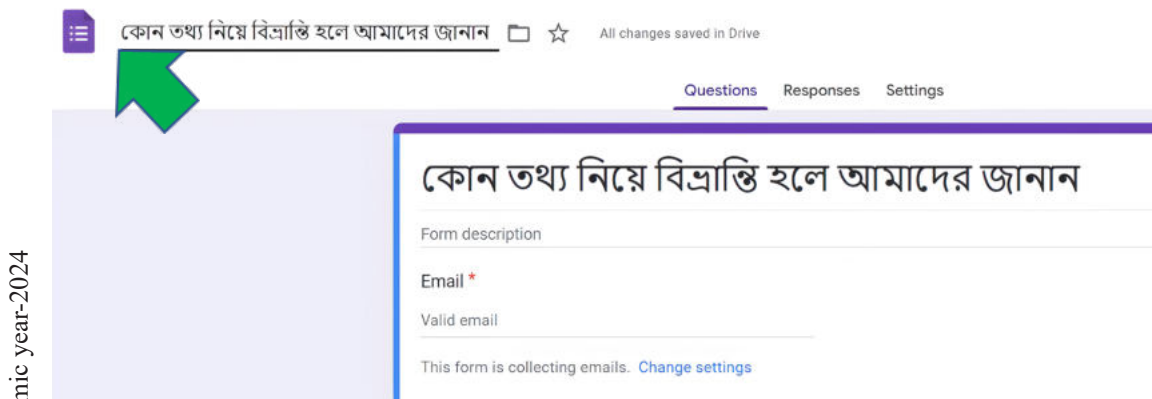 কোন তথ্য নিয়ে বিভ্রান্তি হলে আমাদের জানান All changes saved in Drive
Questions Responses Settings
কোন তথ্য নিয়ে বিভ্রান্তি হলে আমাদের জানান
Form description
Email *
Valid email
This form is collecting emails. Change settings
mic year-2024